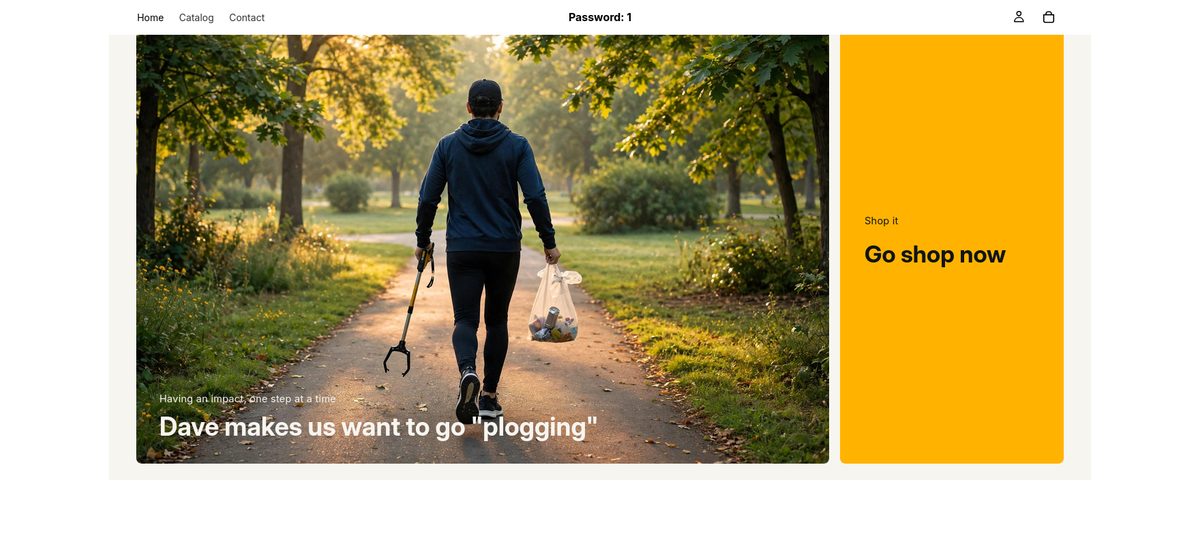 Home
Catalog
Contact
Password: 1
Having an impact, one step at a time
Dave makes us want to go "plogging"
Shop it
Go shop now